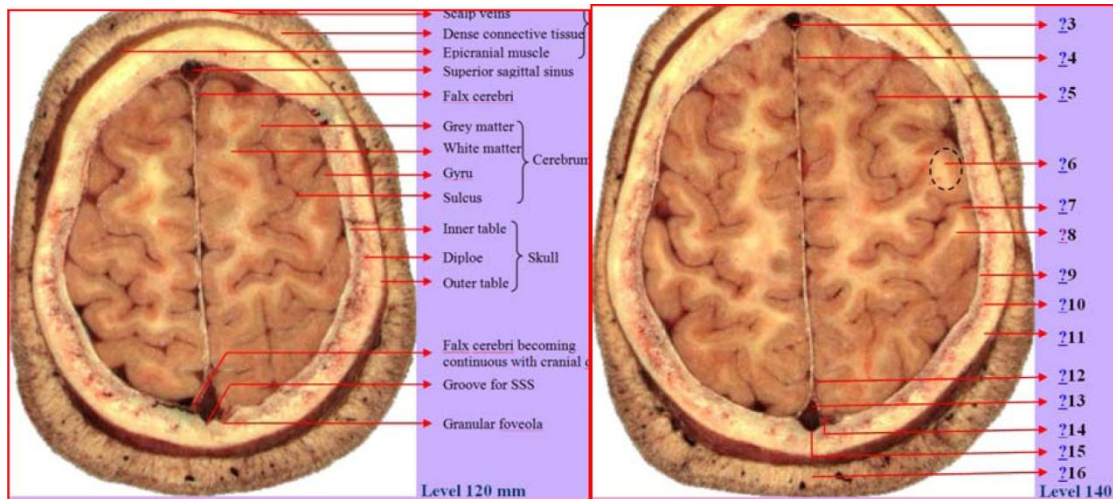 Scalp veins
Dense connective tissue
Epicranial muscle
Superior sagittal sinus
Falx cerebri
Grey matter
White matter
Cerebrum
Gyru
Sulcus
Inner table
Diploe
Skull
Outer table
Falx cerebri becoming
continuous with cranial
Groove for SSS
Granular foveola
Level 120 mm
?3
?4
?5
?6
?7
?8
?9
?10
?11
?12
?13
?14
?15
?16
Level 140